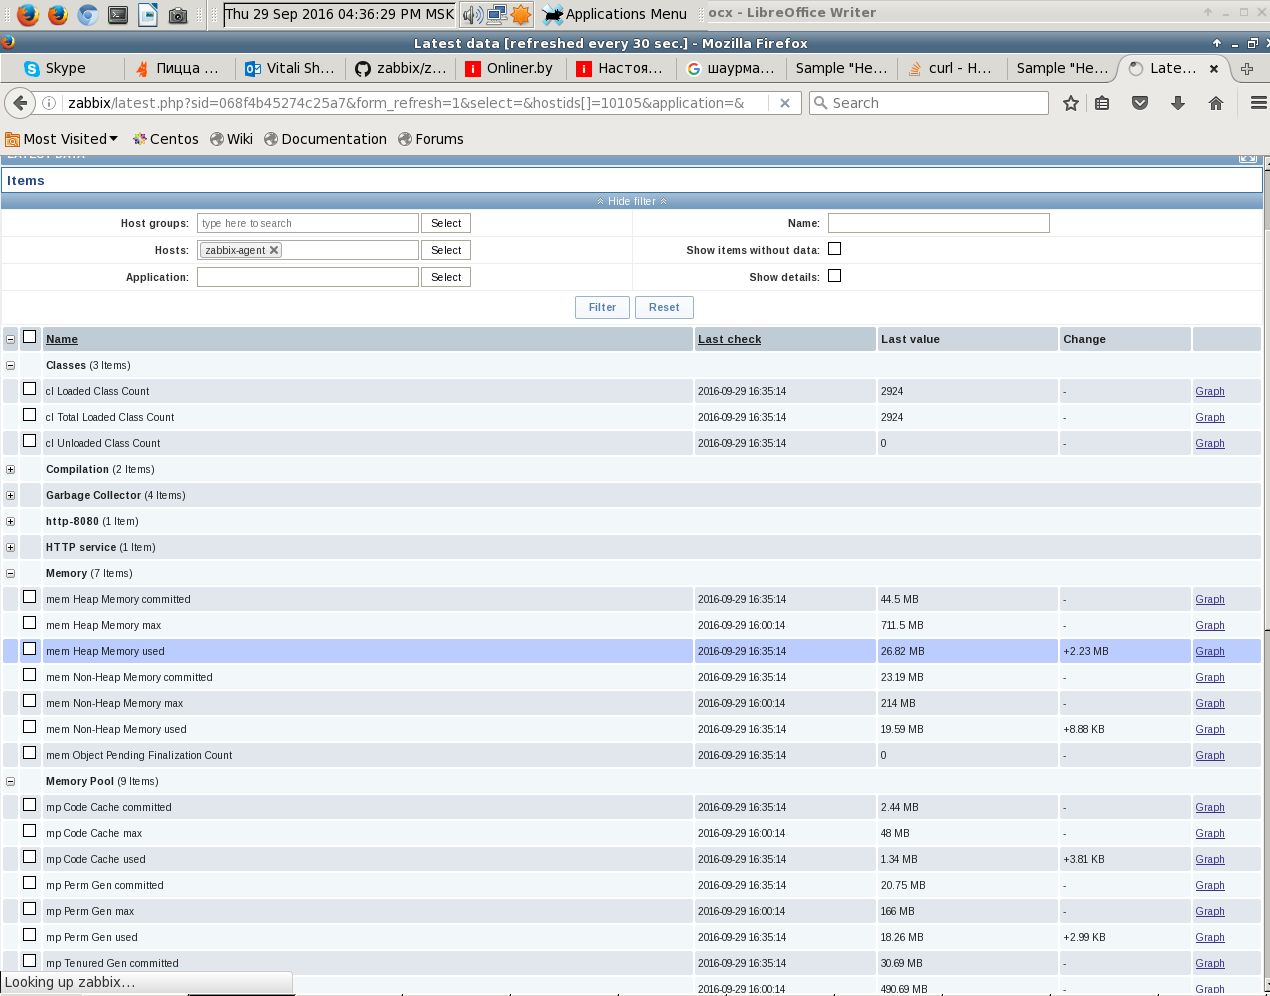 Thu 29 Sep 2016 04:36:29 PM MSK Applications Menu ocx - LibreOffice Writer
Latest data [refreshed every 30 sec.] - Mozilla Firefox
Skype Пицца ... Vitali Sh... zabbix/z... Onliner.by Настоя... шаурма... Sample "He... curl - H... Sample "He... Late...
zabbix/latest.php?sid=068f4b45274c25a7&form_refresh=1&select=&hostids[]=10105&application=& Search
Most Visited Centos Wiki Documentation Forums
LATEST DATA
Items
Hide filter
Host groups: type here to search Select Name:
Hosts: zabbix-agent Select Show items without data:
Application: Select Show details:
Filter Reset
Name Last check Last value Change
Classes (3 Items)
cl Loaded Class Count 2016-09-29 16:35:14 2924 - Graph
cl Total Loaded Class Count 2016-09-29 16:35:14 2924 - Graph
cl Unloaded Class Count 2016-09-29 16:35:14 0 - Graph
Compilation (2 Items)
Garbage Collector (4 Items)
http-8080 (1 Item)
HTTP service (1 Item)
Memory (7 Items)
mem Heap Memory committed 2016-09-29 16:35:14 44.5 MB - Graph
mem Heap Memory max 2016-09-29 16:00:14 711.5 MB - Graph
mem Heap Memory used 2016-09-29 16:35:14 26.82 MB +2.23 MB Graph
mem Non-Heap Memory committed 2016-09-29 16:35:14 23.19 MB - Graph
mem Non-Heap Memory max 2016-09-29 16:00:14 214 MB - Graph
mem Non-Heap Memory used 2016-09-29 16:35:14 19.59 MB +8.88 KB Graph
mem Object Pending Finalization Count 2016-09-29 16:35:14 0 - Graph
Memory Pool (9 Items)
mp Code Cache committed 2016-09-29 16:35:14 2.44 MB - Graph
mp Code Cache max 2016-09-29 16:00:14 48 MB - Graph
mp Code Cache used 2016-09-29 16:35:14 1.34 MB +3.81 KB Graph
mp Perm Gen committed 2016-09-29 16:35:14 20.75 MB - Graph
mp Perm Gen max 2016-09-29 16:00:14 166 MB - Graph
mp Perm Gen used 2016-09-29 16:35:14 18.26 MB +2.99 KB Graph
mp Tenured Gen committed 2016-09-29 16:35:14 30.69 MB - Graph
Looking up zabbix...
2016-09-29 16:00:14 490.69 MB - Graph